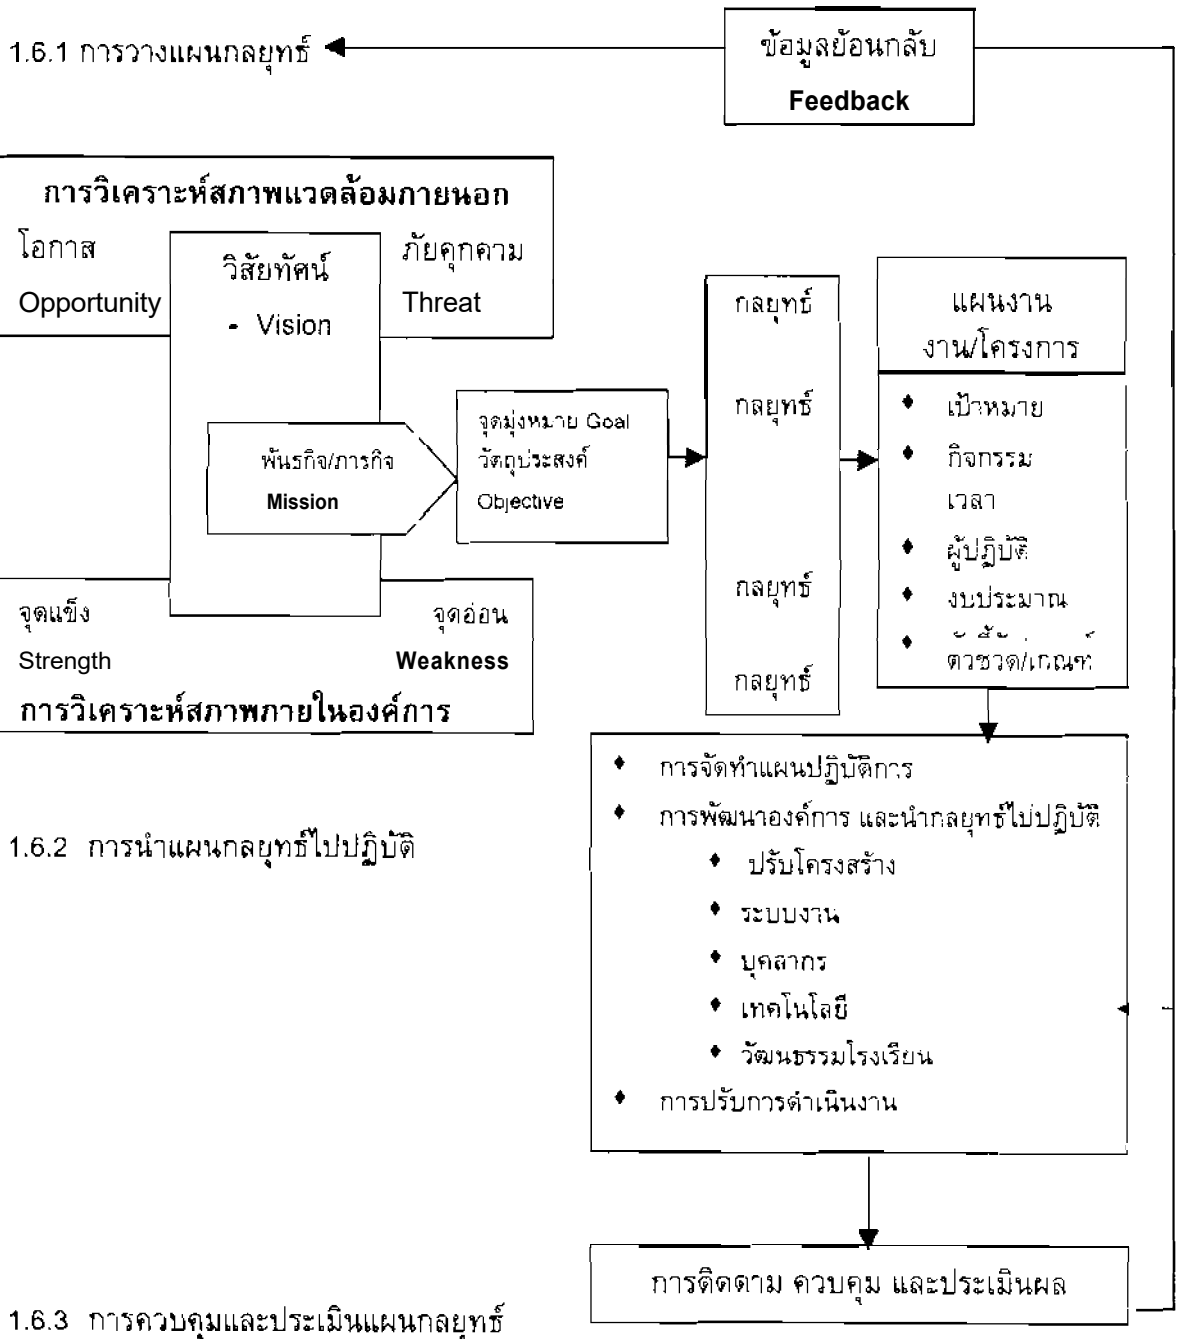 1.6.1 การวางแผนกลยุทธ์
ข้อมูลย้อนกลับ
Feedback
การวิเคราะห์สภาพแวดล้อมภายนอก
โอกาส
Opportunity
วิสัยทัศน์
- Vision
ภัยคุกคาม
Threat
พันธกิจ/ภารกิจ
Mission
จุดมุ่งหมาย Goal
วัตถุประสงค์
Objective
จุดแข็ง
Strength
จุดอ่อน
Weakness
การวิเคราะห์สภาพภายในองค์การ
กลยุทธ์
กลยุทธ์
กลยุทธ์
กลยุทธ์
แผนงาน
งาน/โครงการ
♦ เป้าหมาย
♦ กิจกรรม
เวลา
♦ ผู้ปฏิบัติ
♦ งบประมาณ
♦ ตัวชี้วัด/เกณฑ์
1.6.2 การนำแผนกลยุทธ์ไปปฏิบัติ
♦ การจัดทำแผนปฏิบัติการ
♦ การพัฒนาองค์การ และนำกลยุทธ์ไปปฏิบัติ
♦ ปรับโครงสร้าง
♦ ระบบงาน
♦ บุคลากร
♦ เทคโนโลยี
♦ วัฒนธรรมโรงเรียน
♦ การปรับการดำเนินงาน
การติดตาม ควบคุม และประเมินผล
1.6.3 การควบคุมและประเมินแผนกลยุทธ์